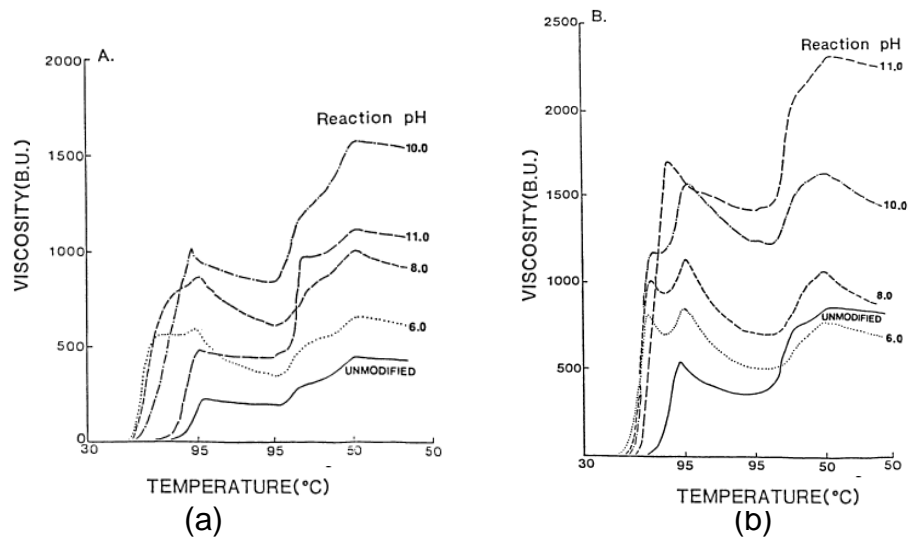 A.
2000
1500
1000
500
0
VISCOSITY(B.U.)
Reaction pH
10.0
11.0
8.0
6.0
UNMODIFIED
30
95
95
50
50
TEMPERATURE(°C)
(a)
B.
2500
2000
1500
1000
500
VISCOSITY(B.U.)
Reaction pH
11.0
10.0
8.0
UNMODIFIED
6.0
30
95
95
50
50
TEMPERATURE(°C)
(b)